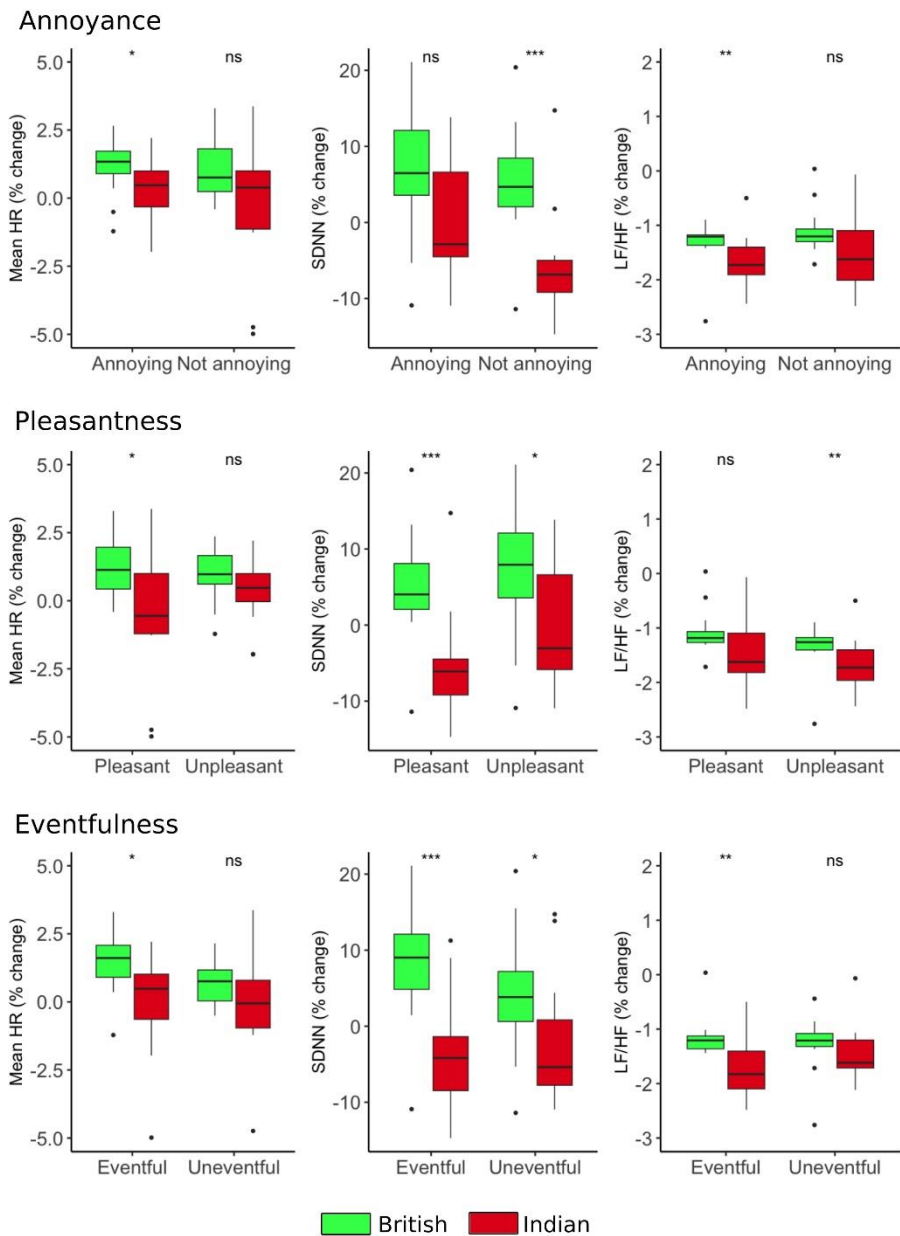 Annoyance
* ns
ns ***
** ns
Mean HR (% change)
5.0
2.5
0.0
-2.5
-5.0
Annoying Not annoying
SDNN (% change)
20
10
0
-10
Annoying Not annoying
LF/HF (% change)
2
1
0
-1
-2
-3
Annoying Not annoying
Pleasantness
* ns
*** *
ns **
Mean HR (% change)
5.0
2.5
0.0
-2.5
-5.0
Pleasant Unpleasant
SDNN (% change)
20
10
0
-10
Pleasant Unpleasant
LF/HF (% change)
2
1
0
-1
-2
-3
Pleasant Unpleasant
Eventfulness
* ns
*** *
** ns
Mean HR (% change)
5.0
2.5
0.0
-2.5
-5.0
Eventful Uneventful
SDNN (% change)
20
10
0
-10
Eventful Uneventful
LF/HF (% change)
2
1
0
-1
-2
-3
Eventful Uneventful
British Indian